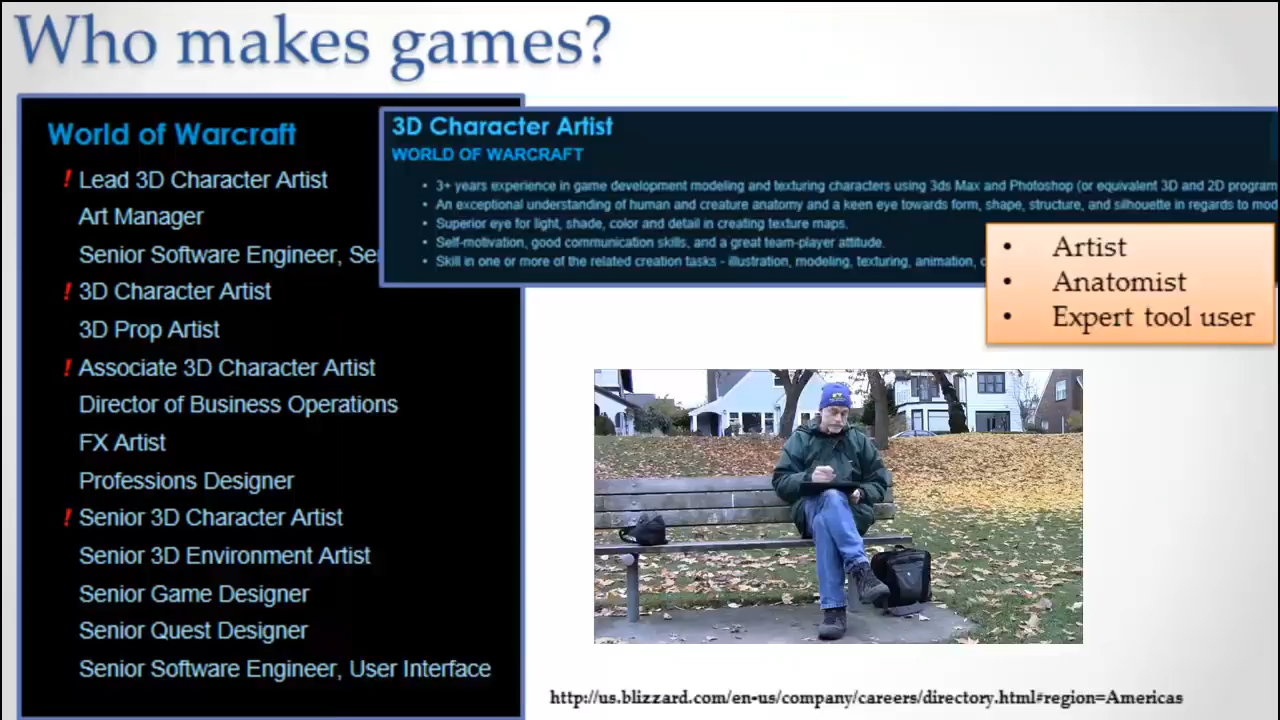 Who makes games?
World of Warcraft
! Lead 3D Character Artist
Art Manager
Senior Software Engineer,
! 3D Character Artist
3D Prop Artist
! Associate 3D Character Artist
Director of Business Operations
FX Artist
Professions Designer
! Senior 3D Character Artist
Senior 3D Environment Artist
Senior Game Designer
Senior Quest Designer
Senior Software Engineer, User Interface
3D Character Artist
WORLD OF WARCRAFT
• 3+ years experience in game development modeling and texturing characters using 3ds Max and Photoshop (or equivalent 3D and 2D program
• An exceptional understanding of human and creature anatomy and a keen eye towards form, shape, structure, and silhouette in regards to mod
• Superior eye for light, shade, color and detail in creating texture maps.
• Self-motivation, good communication skills, and a great team-player attitude.
• Skill in one or more of the related creation tasks - illustration, modeling, texturing, animation,
• Artist
• Anatomist
• Expert tool user
http://us.blizzard.com/en-us/company/careers/directory.html#region=Americas